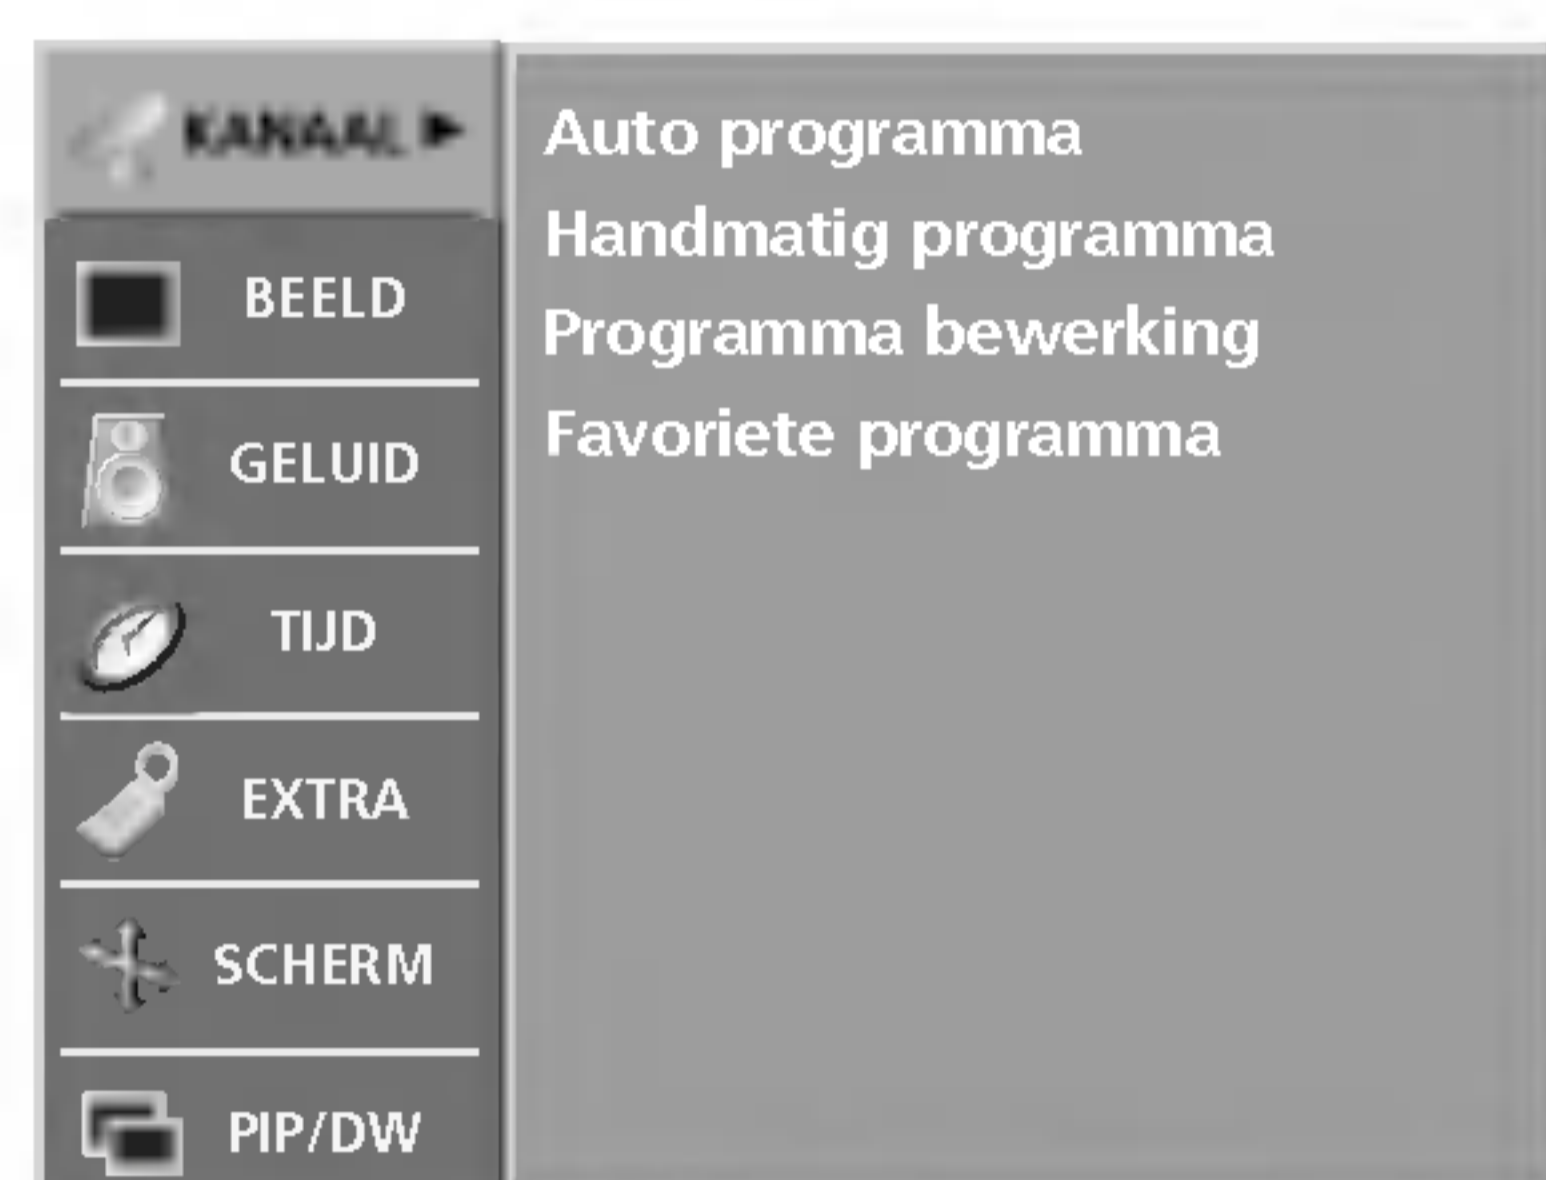 KANAAL
BEELD
GELUID
TIJD
EXTRA
SCHERM
PIP/DW
Auto programma
Handmatig programma
Programma bewerking
Favoriete programma